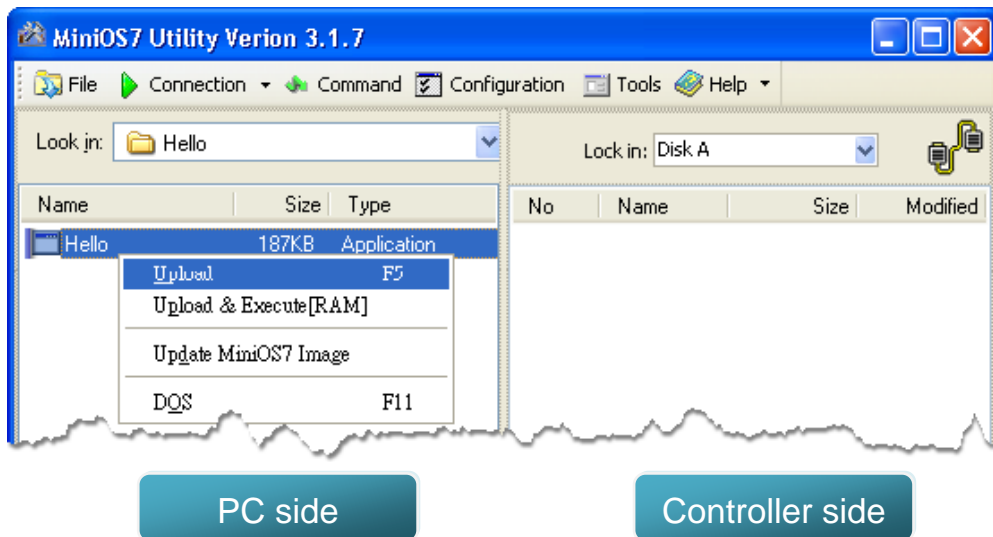 MiniOS7 Utility Verion 3.1.7
File Connection Command Configuration Tools Help
Look in: Hello
Lock in: Disk A
Name Size Type
No Name Size Modified
Hello 187KB Application
Upload F5
Upload & Execute[RAM]
Update MiniOS7 Image
DOS F11
PC side
Controller side